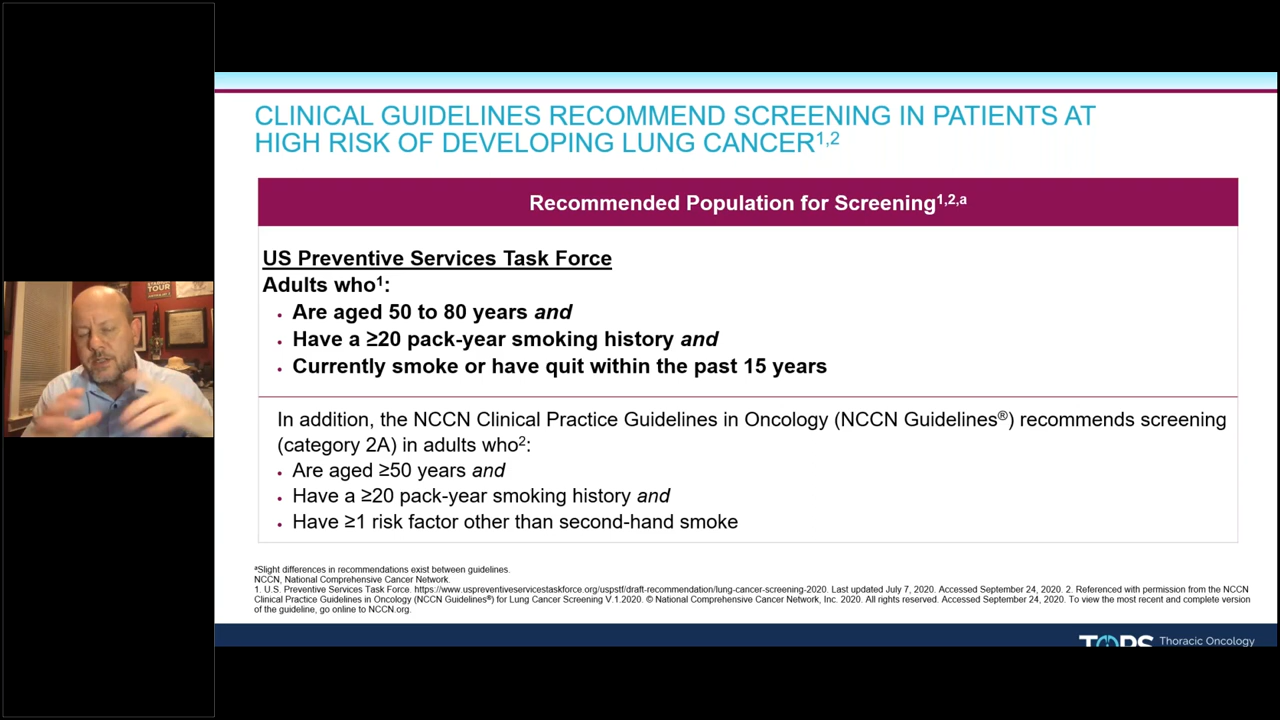 CLINICAL GUIDELINES RECOMMEND SCREENING IN PATIENTS AT
HIGH RISK OF DEVELOPING LUNG CANCER1,2
Recommended Population for Screening1,2,a
US Preventive Services Task Force
Adults who1:
• Are aged 50 to 80 years and
• Have a ≥20 pack-year smoking history and
• Currently smoke or have quit within the past 15 years
In addition, the NCCN Clinical Practice Guidelines in Oncology (NCCN Guidelines®) recommends screening
(category 2A) in adults who2:
• Are aged ≥50 years and
• Have a ≥20 pack-year smoking history and
• Have ≥1 risk factor other than second-hand smoke
aSlight differences in recommendations exist between guidelines.
NCCN, National Comprehensive Cancer Network.
1. U.S. Preventive Services Task Force. https://www.uspreventiveservicestaskforce.org/uspstf/draft-recommendation/lung-cancer-screening-2020. Last updated July 7, 2020. Accessed September 24, 2020. 2. Referenced with permission from the NCCN
Clinical Practice Guidelines in Oncology (NCCN Guidelines®) for Lung Cancer Screening V.1.2020. © National Comprehensive Cancer Network, Inc. 2020. All rights reserved. Accessed September 24, 2020. To view the most recent and complete version
of the guideline, go online to NCCN.org.
TOPS Thoracic Oncology
TOUR